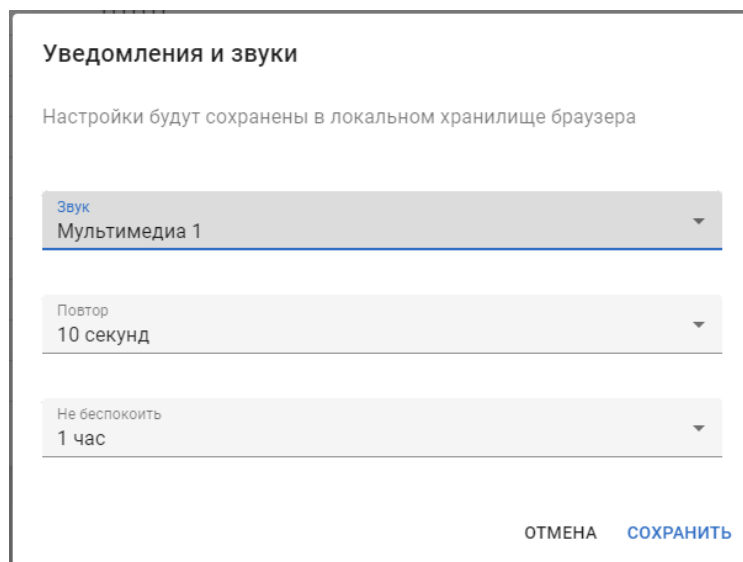 Уведомления и звуки
Настройки будут сохранены в локальном хранилище браузера
Звук
Мультимедиа 1
Повтор
10 секунд
Не беспокоить
1 час
ОТМЕНА СОХРАНИТЬ